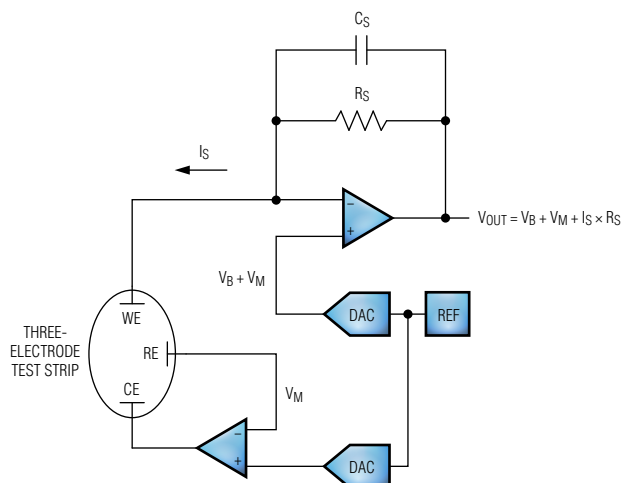 CS
RS
IS
−
+
VOUT = VB + VM + IS × RS
VB + VM
DAC
REF
WE
THREE-
ELECTRODE
TEST STRIP
RE
CE
VM
−
+
DAC